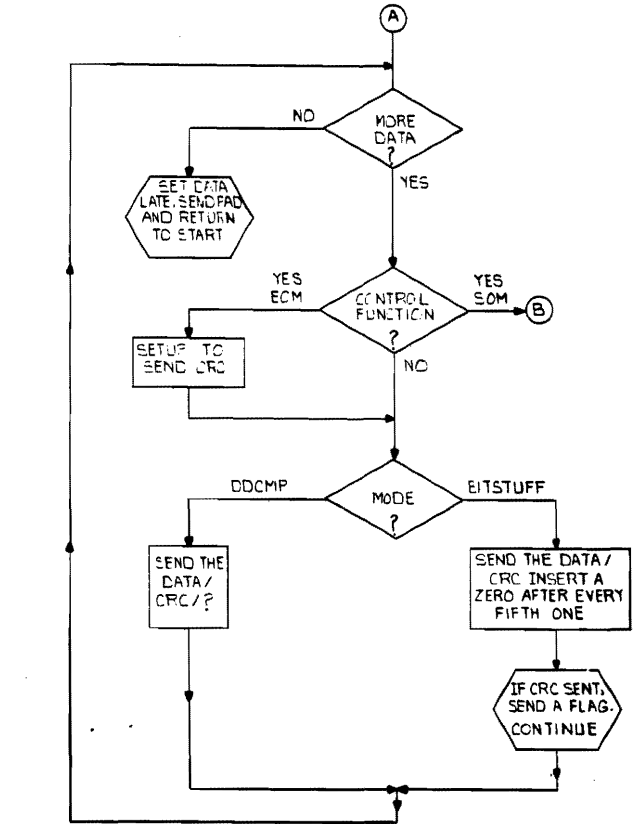 A
NO
MORE
DATA
?
YES
SET DATA
LATE, SEND PAD
AND RETURN
TO START
YES
ECM
CONTROL
FUNCTION
?
YES
SOM
B
SETUP TO
SEND CRC
NO
DDCMP
MODE
?
BITSTUFF
SEND THE
DATA/
CRC/?
SEND THE DATA/
CRC INSERT A
ZERO AFTER EVERY
FIFTH ONE
IF CRC SENT,
SEND A FLAG.
CONTINUE